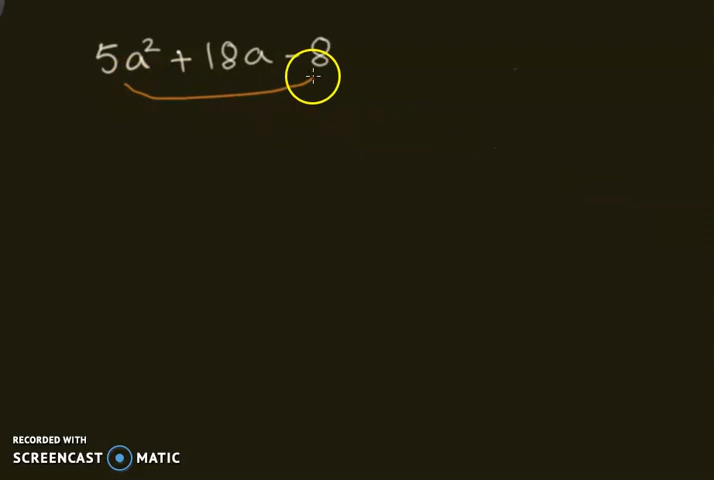 5a² + 18a - 8
RECORDED WITH
SCREENCAST MATIC